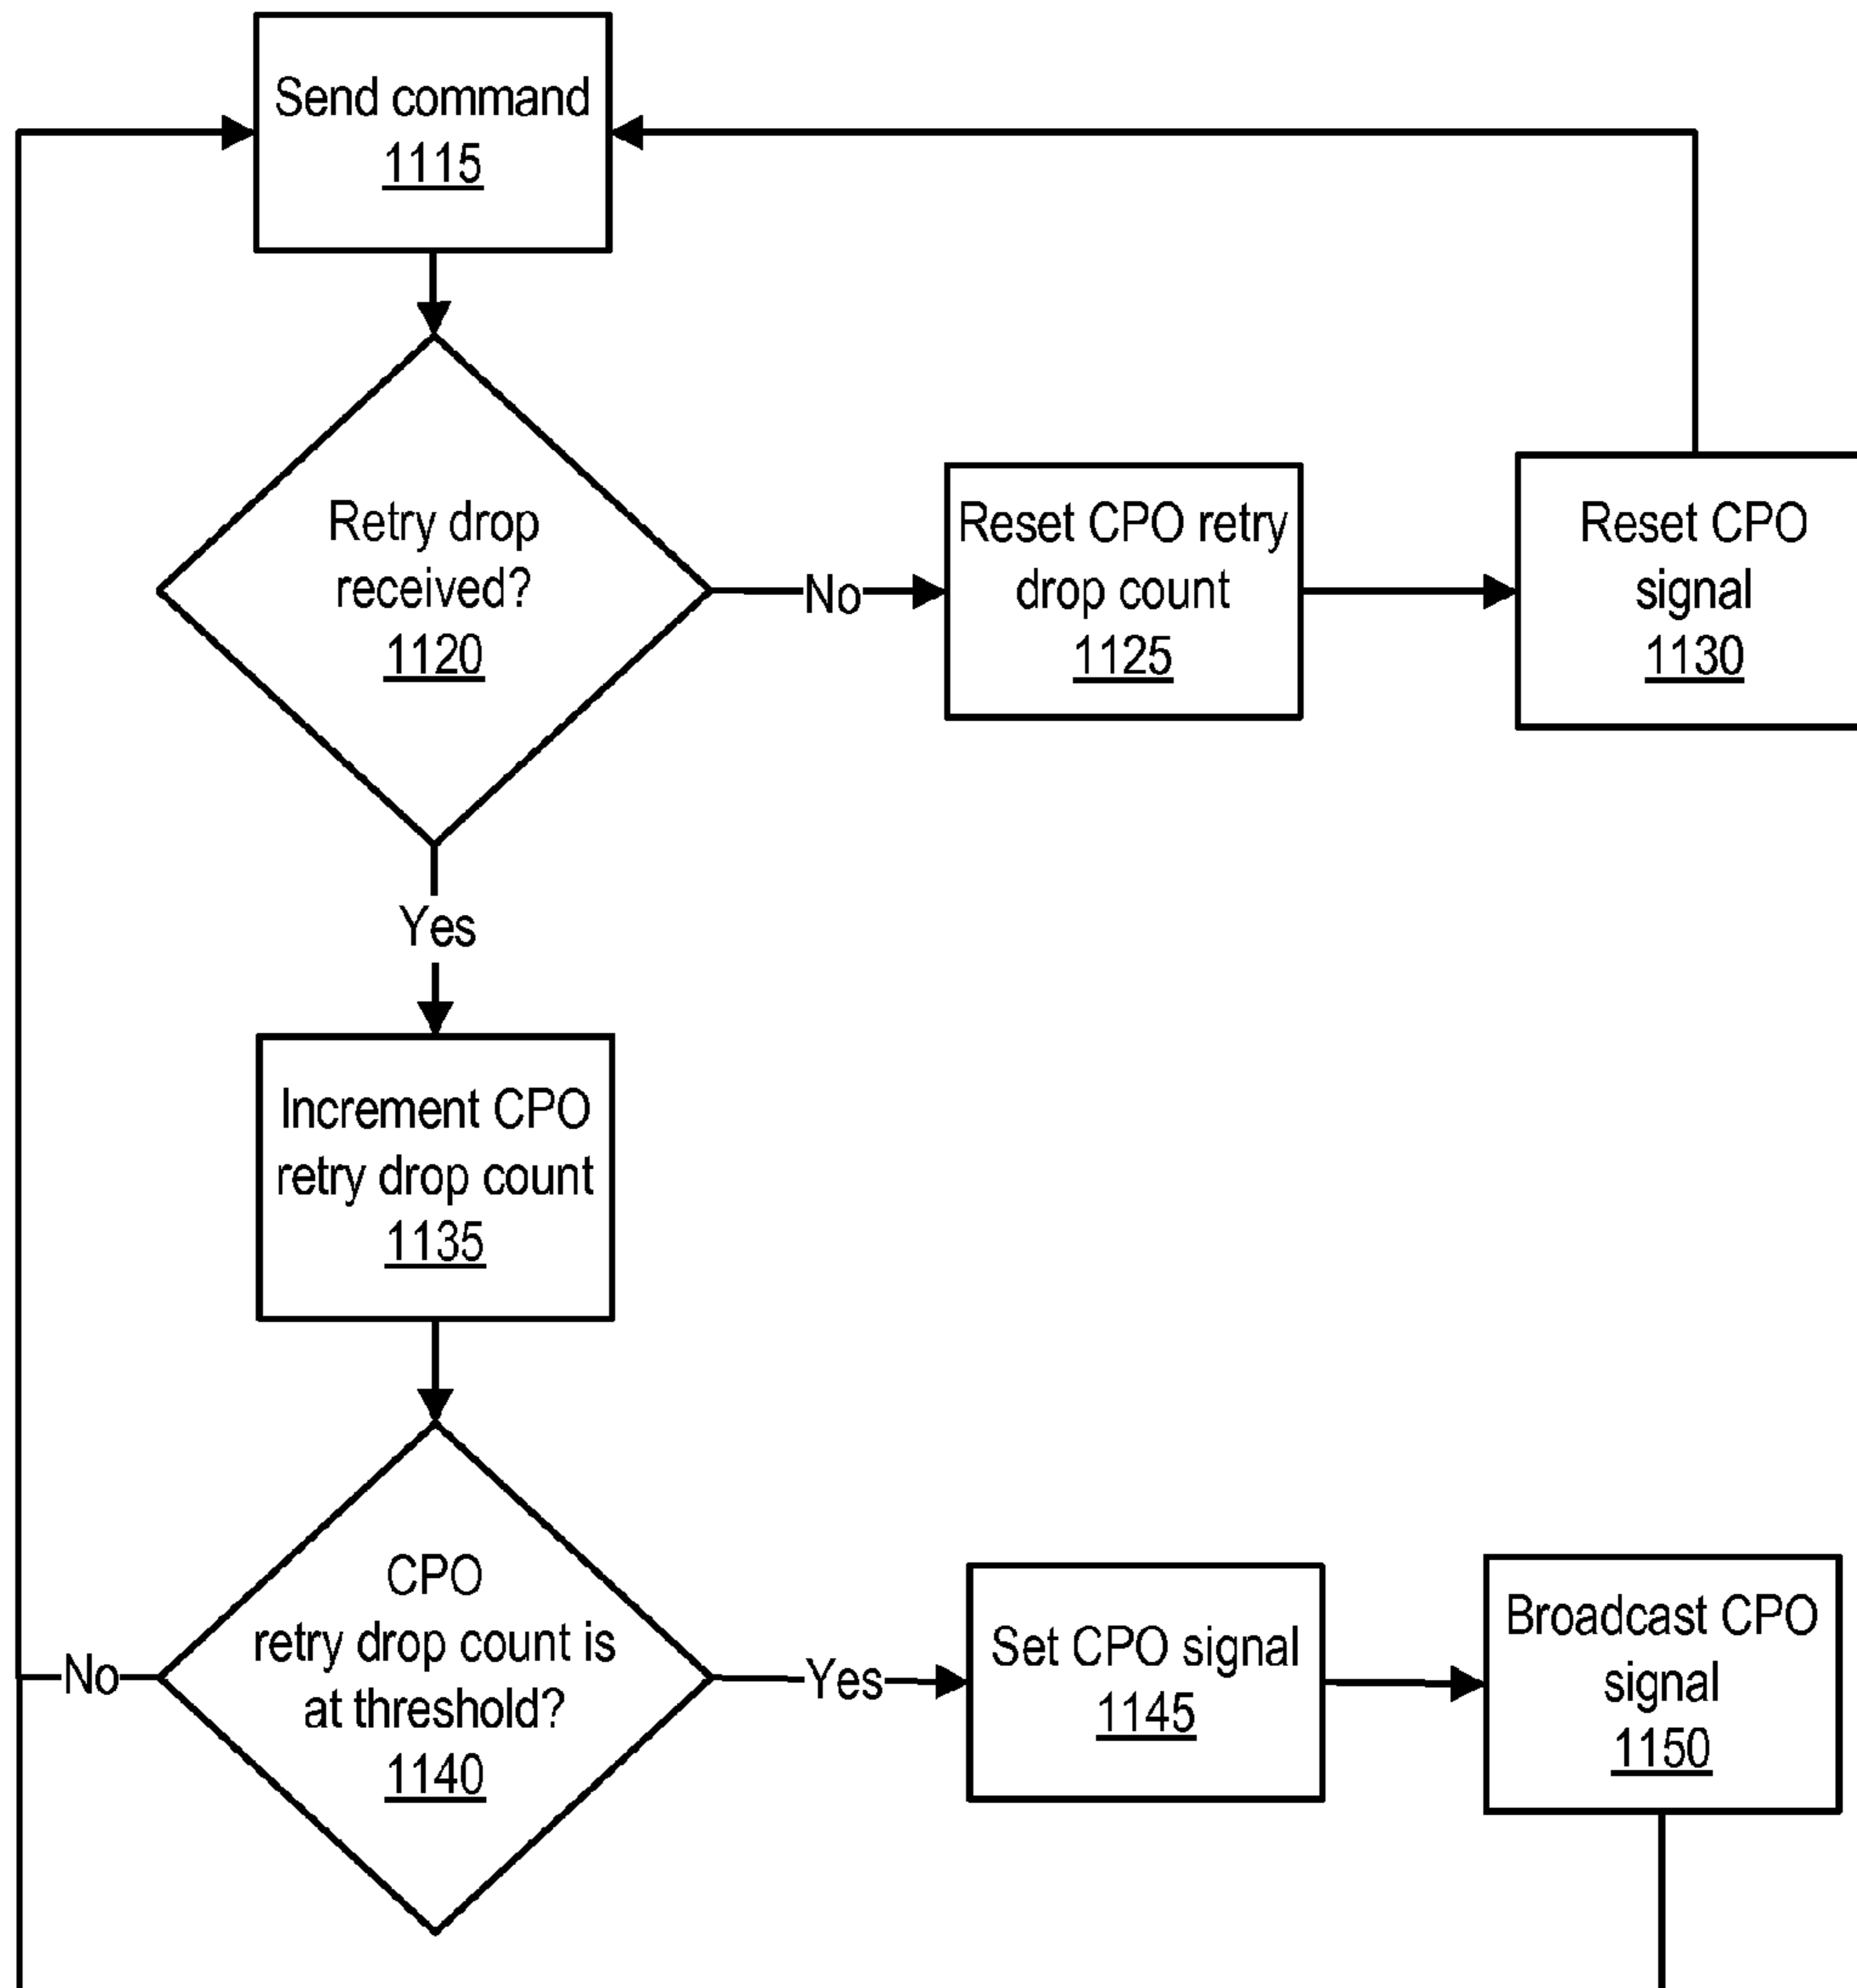 Send command
1115
Retry drop
received?
1120
No
Reset CPO retry
drop count
1125
Reset CPO
signal
1130
Yes
Increment CPO
retry drop count
1135
CPO
retry drop count is
at threshold?
1140
No
Yes
Set CPO signal
1145
Broadcast CPO
signal
1150